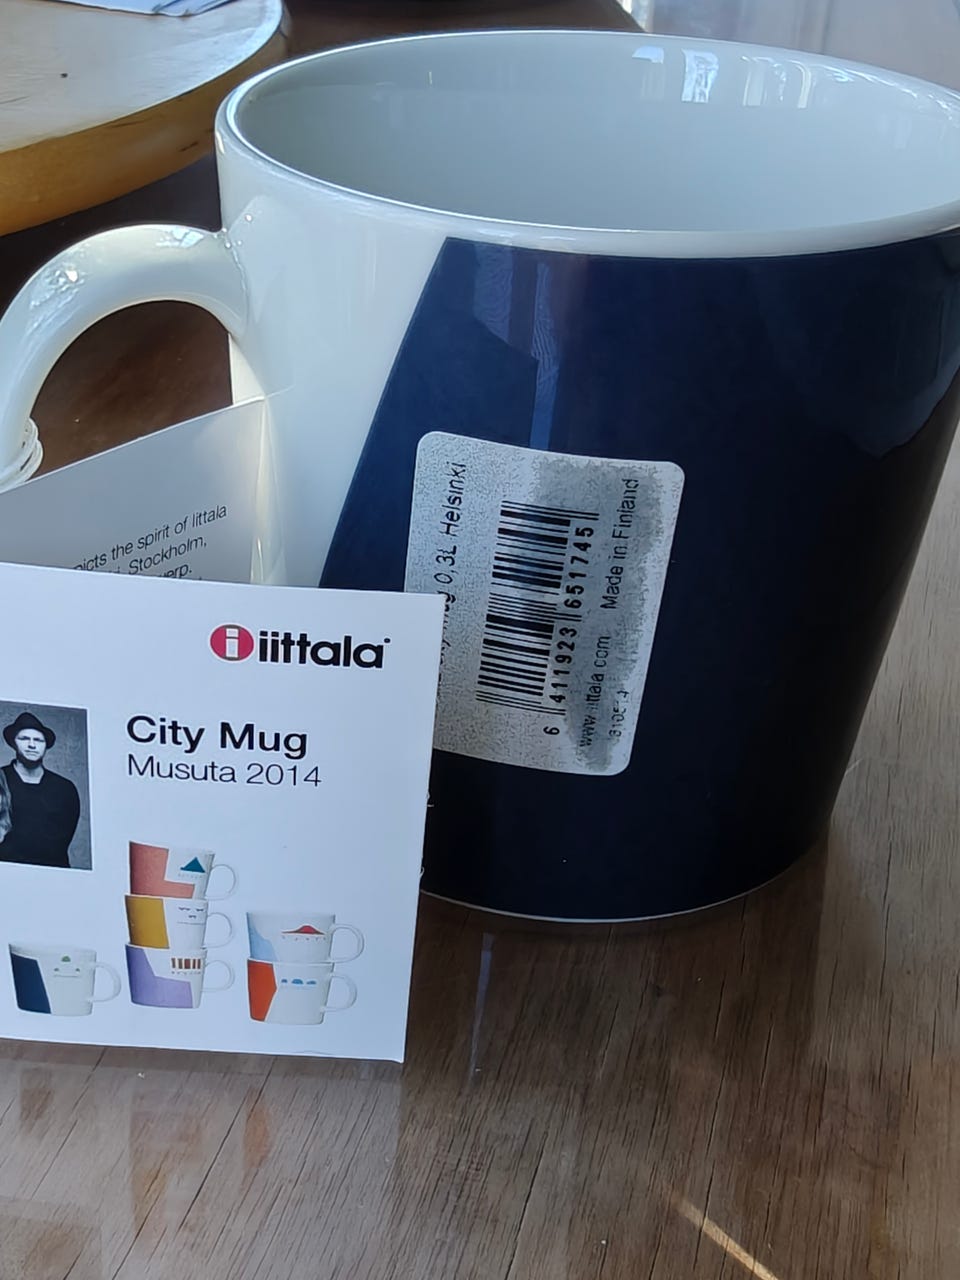 picts the spirit of Iittala
Stockholm,
werp.
iittala
City Mug
Musuta 2014
0,3L Helsinki
6 411923 651745
www.iittala.com Made in Finland